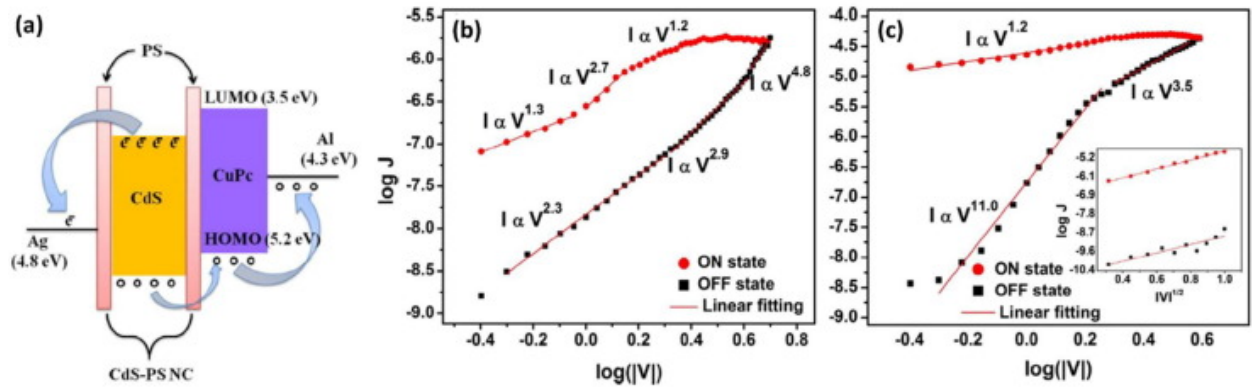 (a)
PS
LUMO (3.5 eV)
Al
(4.3 eV)
e e e e
CdS
CuPc
e
Ag
(4.8 eV)
HOMO (5.2 eV)
CdS-PS NC
(b)
-5.5
-6.0
-6.5
-7.0
-7.5
-8.0
-8.5
-9.0
log J
I α V^1.2
I α V^2.7
I α V^4.8
I α V^1.3
I α V^2.9
I α V^2.3
ON state
OFF state
Linear fitting
-0.4 -0.2 0.0 0.2 0.4 0.6 0.8
log(|V|)
(c)
-4.0
-4.5
-5.0
-5.5
-6.0
-6.5
-7.0
-7.5
-8.0
-8.5
-9.0
I α V^1.2
I α V^3.5
I α V^11.0
ON state
OFF state
Linear fitting
-0.4 -0.2 0.0 0.2 0.4 0.6 0.8
log(|V|)
-5.2
-6.1
-7.0
-7.8
-8.7
-9.6
-10.4
log J
0.4 0.6 0.8 1.0
|V|^1/2